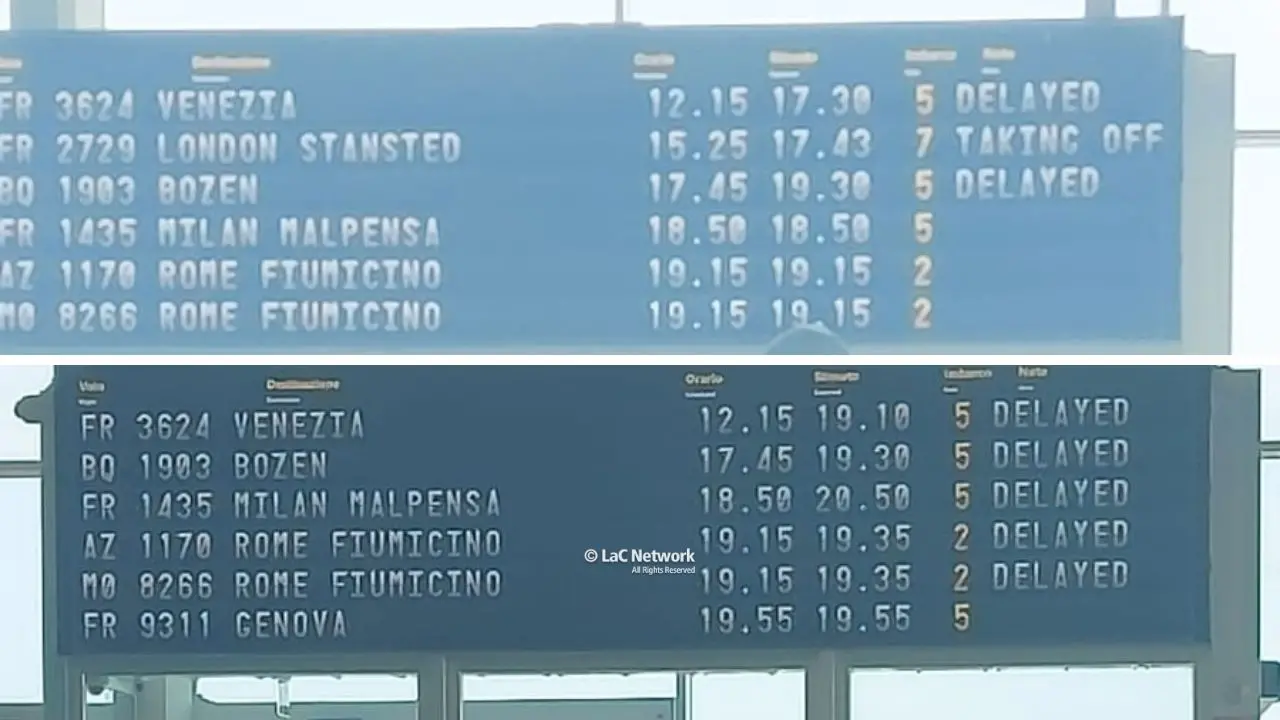 Destinazione Orario Stimato Imbarco Note
FR 3624 VENEZIA 12.15 17.30 5 DELAYED
FR 2729 LONDON STANSTED 15.25 17.43 7 TAKING OFF
BQ 1903 BOZEN 17.45 19.30 5 DELAYED
FR 1435 MILAN MALPENSA 18.50 18.50 5
AZ 1170 ROME FIUMICINO 19.15 19.15 2
M0 8266 ROME FIUMICINO 19.15 19.15 2
Volo Destinazione Orario Stimato Imbarco Note
FR 3624 VENEZIA 12.15 19.10 5 DELAYED
BQ 1903 BOZEN 17.45 19.30 5 DELAYED
FR 1435 MILAN MALPENSA 18.50 20.50 5 DELAYED
AZ 1170 ROME FIUMICINO 19.15 19.35 2 DELAYED
M0 8266 ROME FIUMICINO 19.15 19.35 2 DELAYED
FR 9311 GENOVA 19.55 19.55 5
© LaC Network
All Rights Reserved